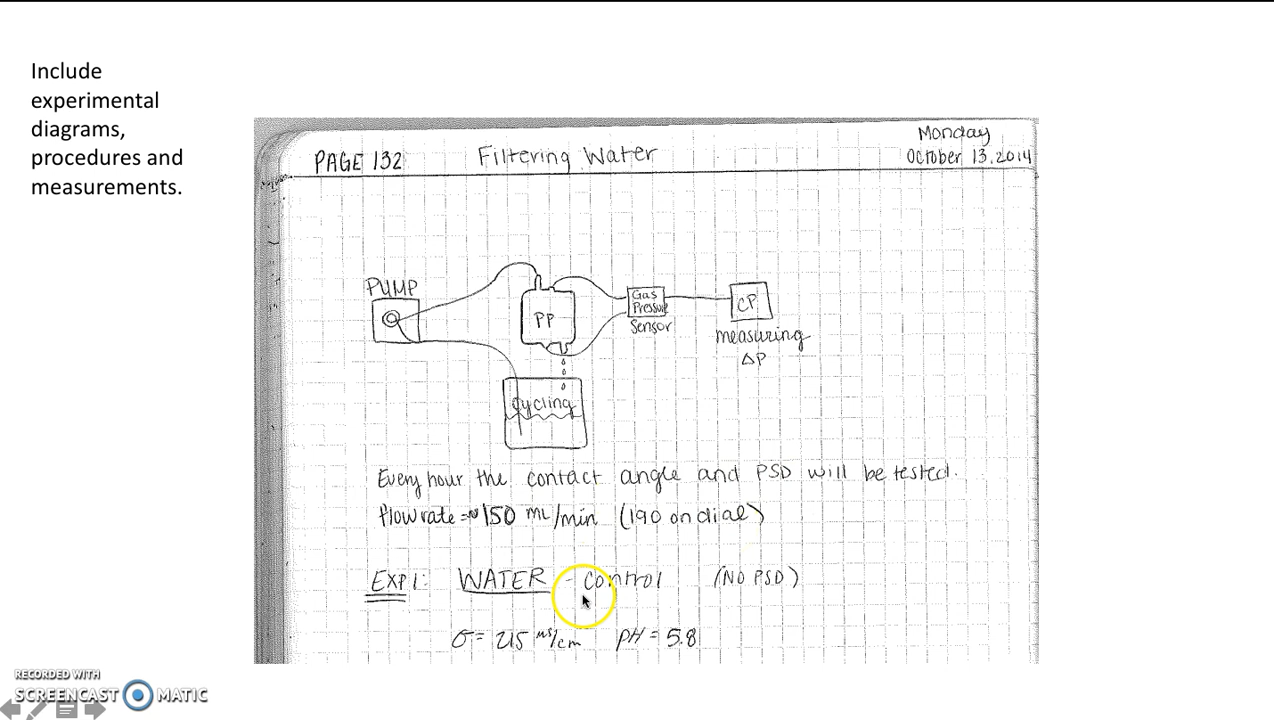 Include
experimental
diagrams,
procedures and
measurements.
PAGE 132 Filtering Water Monday
October 13, 2014
PUMP
PP
Gas
Pressure
Sensor
CP
measuring
ΔP
Cycling
Every hour the contact angle and PSD will be tested.
flow rate = ~150 mL/min (190 on dial)
EXP 1: WATER - Control (NO PSD)
σ = 215 ms/cm pH = 5.8
RECORDED WITH
SCREENCAST MATIC